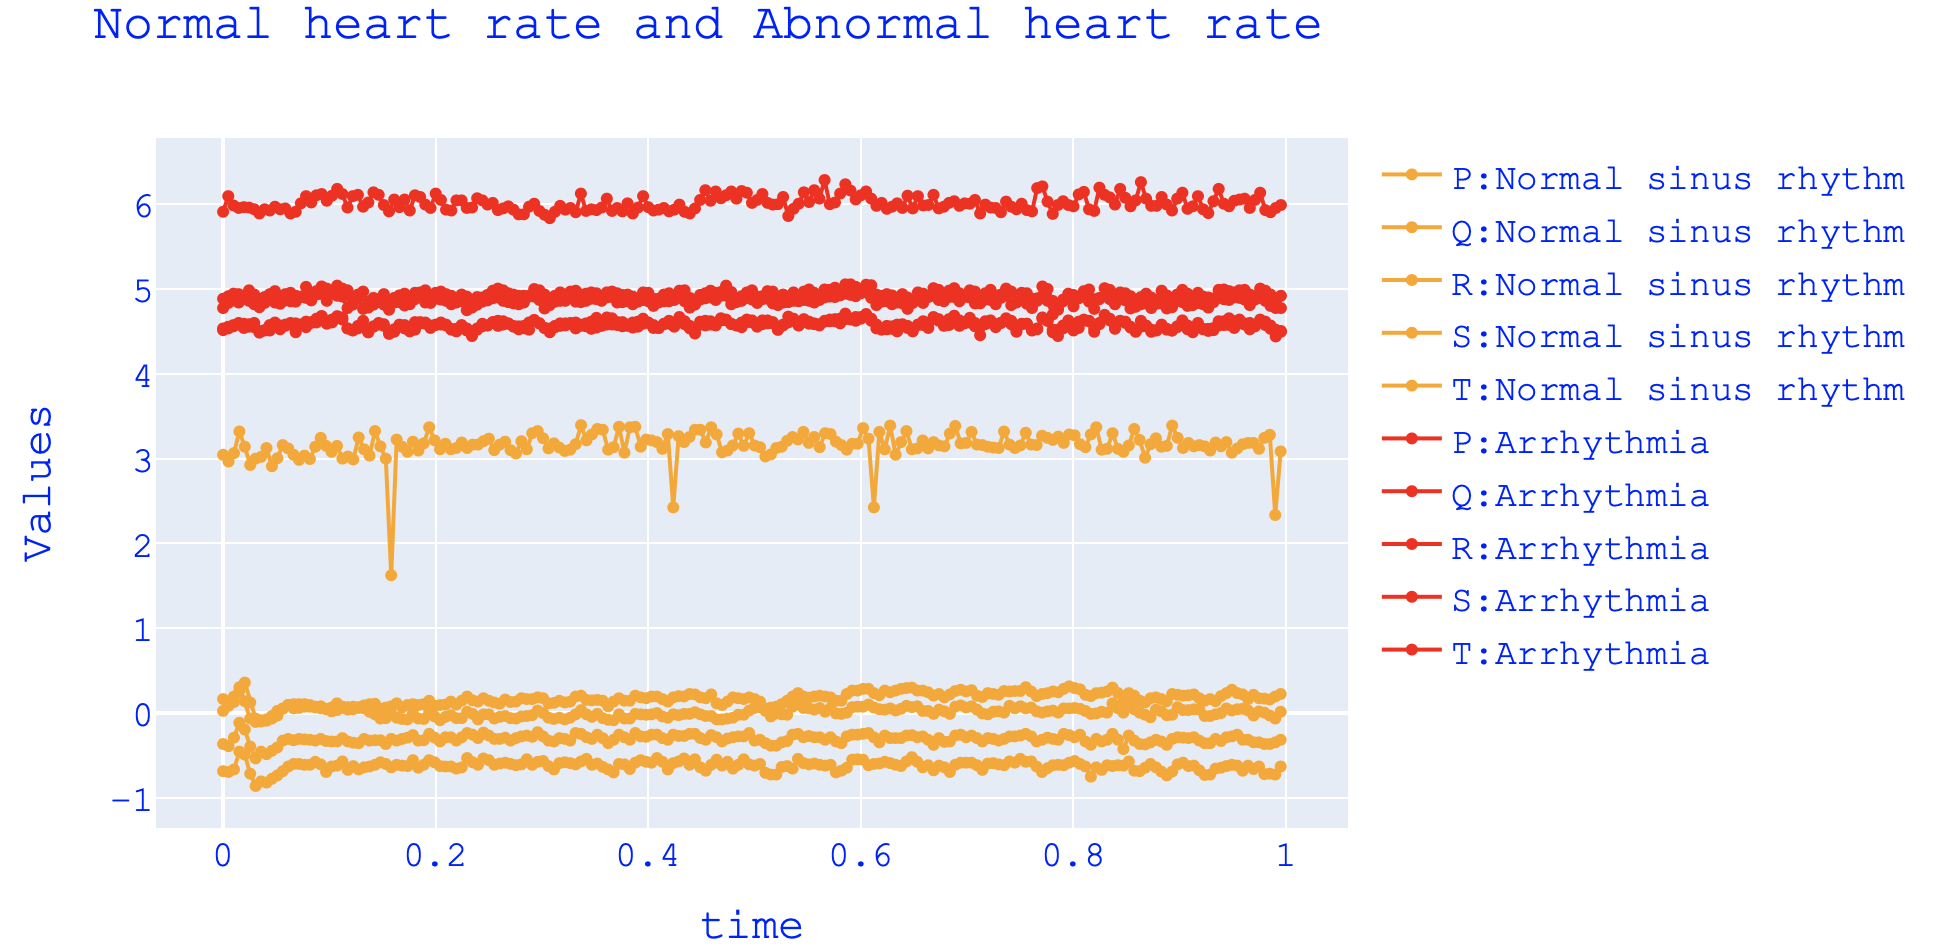 Normal heart rate and Abnormal heart rate
Values
6
5
4
3
2
1
0
−1
0
0.2
0.4
0.6
0.8
1
time
P:Normal sinus rhythm
Q:Normal sinus rhythm
R:Normal sinus rhythm
S:Normal sinus rhythm
T:Normal sinus rhythm
P:Arrhythmia
Q:Arrhythmia
R:Arrhythmia
S:Arrhythmia
T:Arrhythmia